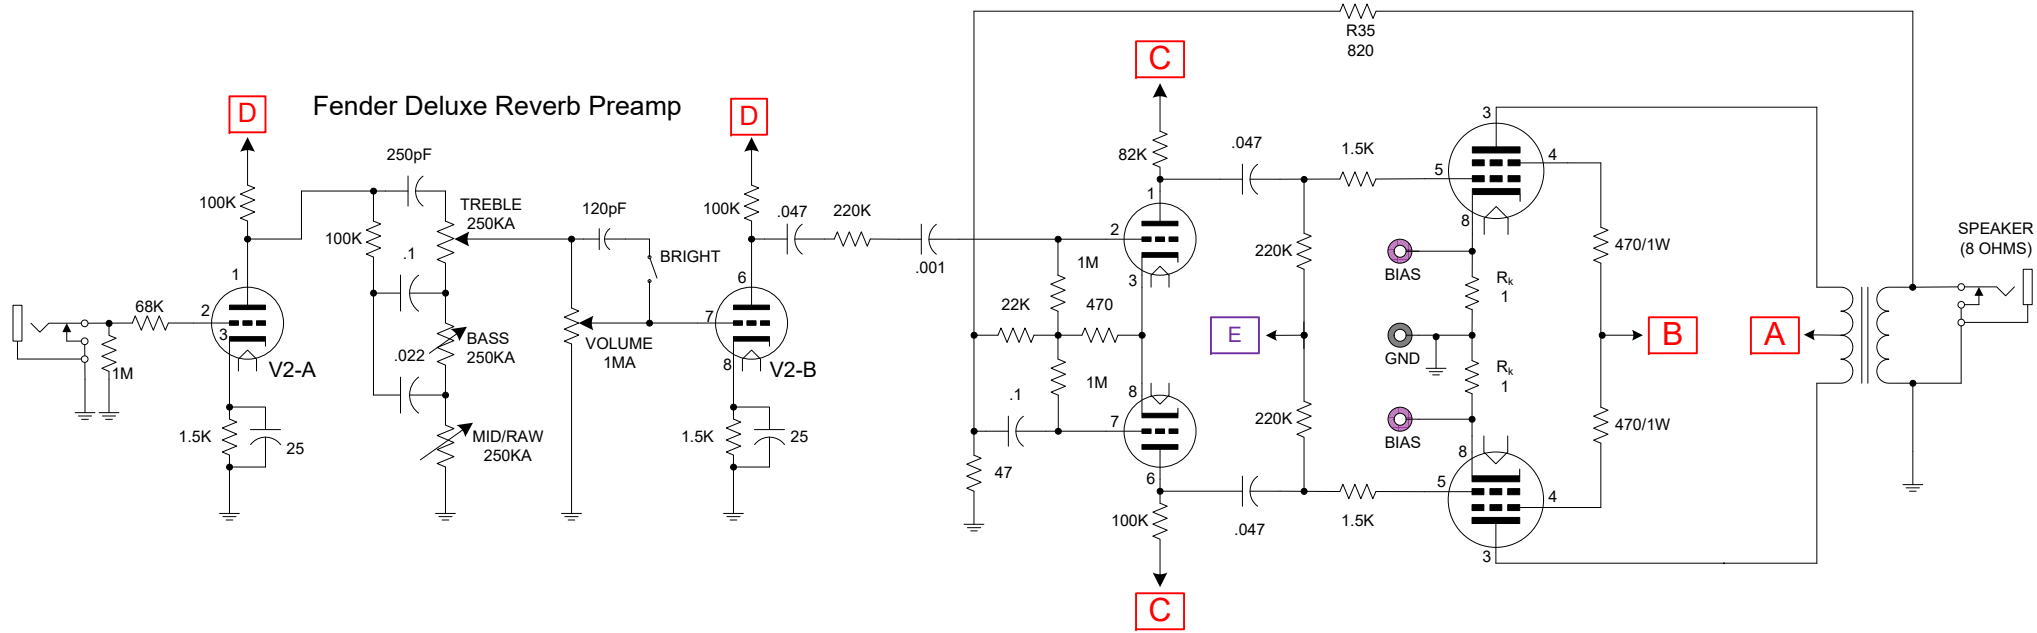 R35
820
C
D
Fender Deluxe Reverb Preamp
D
250pF
100K
TREBLE
250KA
100K
.1
120pF
BRIGHT
100K
.047
220K
.001
82K
.047
1.5K
3
4
5
8
1
2
3
1M
220K
BIAS
Rk
1
470/1W
SPEAKER
(8 OHMS)
1
2
3
68K
1M
V2-A
1.5K
25
BASS
250KA
.022
MID/RAW
250KA
VOLUME
1MA
6
7
8
V2-B
1.5K
25
22K
470
1M
.1
47
8
7
6
100K
C
E
220K
GND
Rk
1
BIAS
B
A
470/1W
8
5
4
3
.047
1.5K